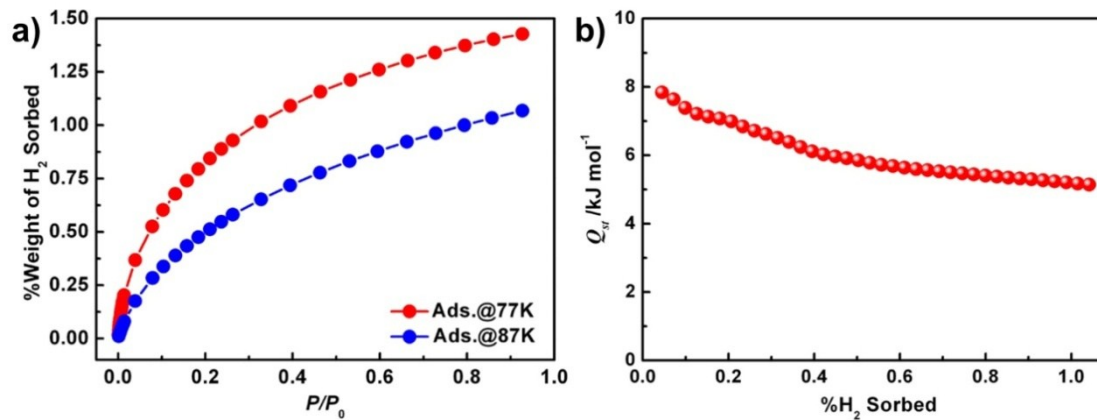 a)
%Weight of H2 Sorbed
1.50
1.25
1.00
0.75
0.50
0.25
0.00
Ads.@77K
Ads.@87K
0.0 0.2 0.4 0.6 0.8 1.0
P/P0
b)
Qst /kJ mol-1
10
8
6
4
2
0
0.0 0.2 0.4 0.6 0.8 1.0
%H2 Sorbed